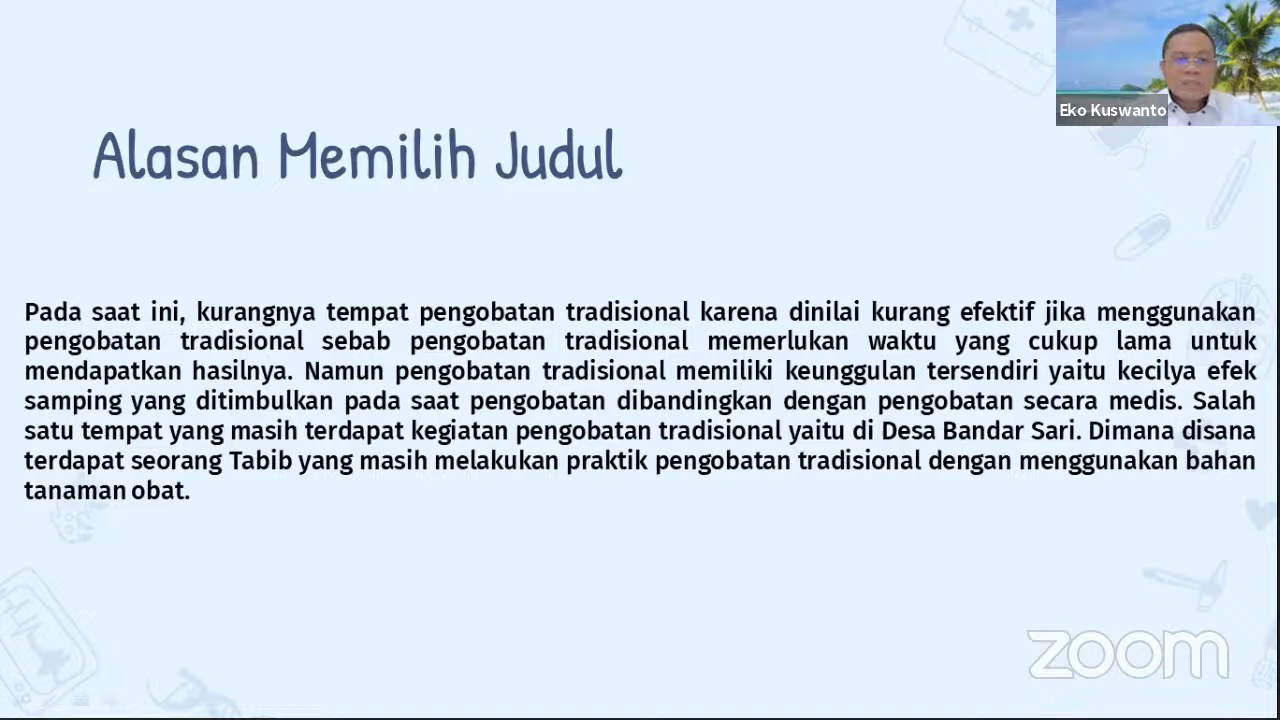 Eko Kuswanto
Alasan Memilih Judul
Pada saat ini, kurangnya tempat pengobatan tradisional karena dinilai kurang efektif jika menggunakan
pengobatan tradisional sebab pengobatan tradisional memerlukan waktu yang cukup lama untuk
mendapatkan hasilnya. Namun pengobatan tradisional memiliki keunggulan tersendiri yaitu kecilya efek
samping yang ditimbulkan pada saat pengobatan dibandingkan dengan pengobatan secara medis. Salah
satu tempat yang masih terdapat kegiatan pengobatan tradisional yaitu di Desa Bandar Sari. Dimana disana
terdapat seorang Tabib yang masih melakukan praktik pengobatan tradisional dengan menggunakan bahan
tanaman obat.
zoom